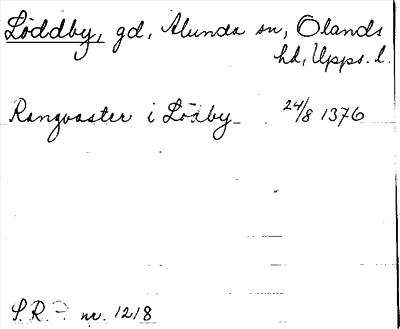 Löddby, gd, Alunda sn, Olands
hd, Upps. l.
Rangvaster i Lödby 24/8 1376
S.R. nr. 1218